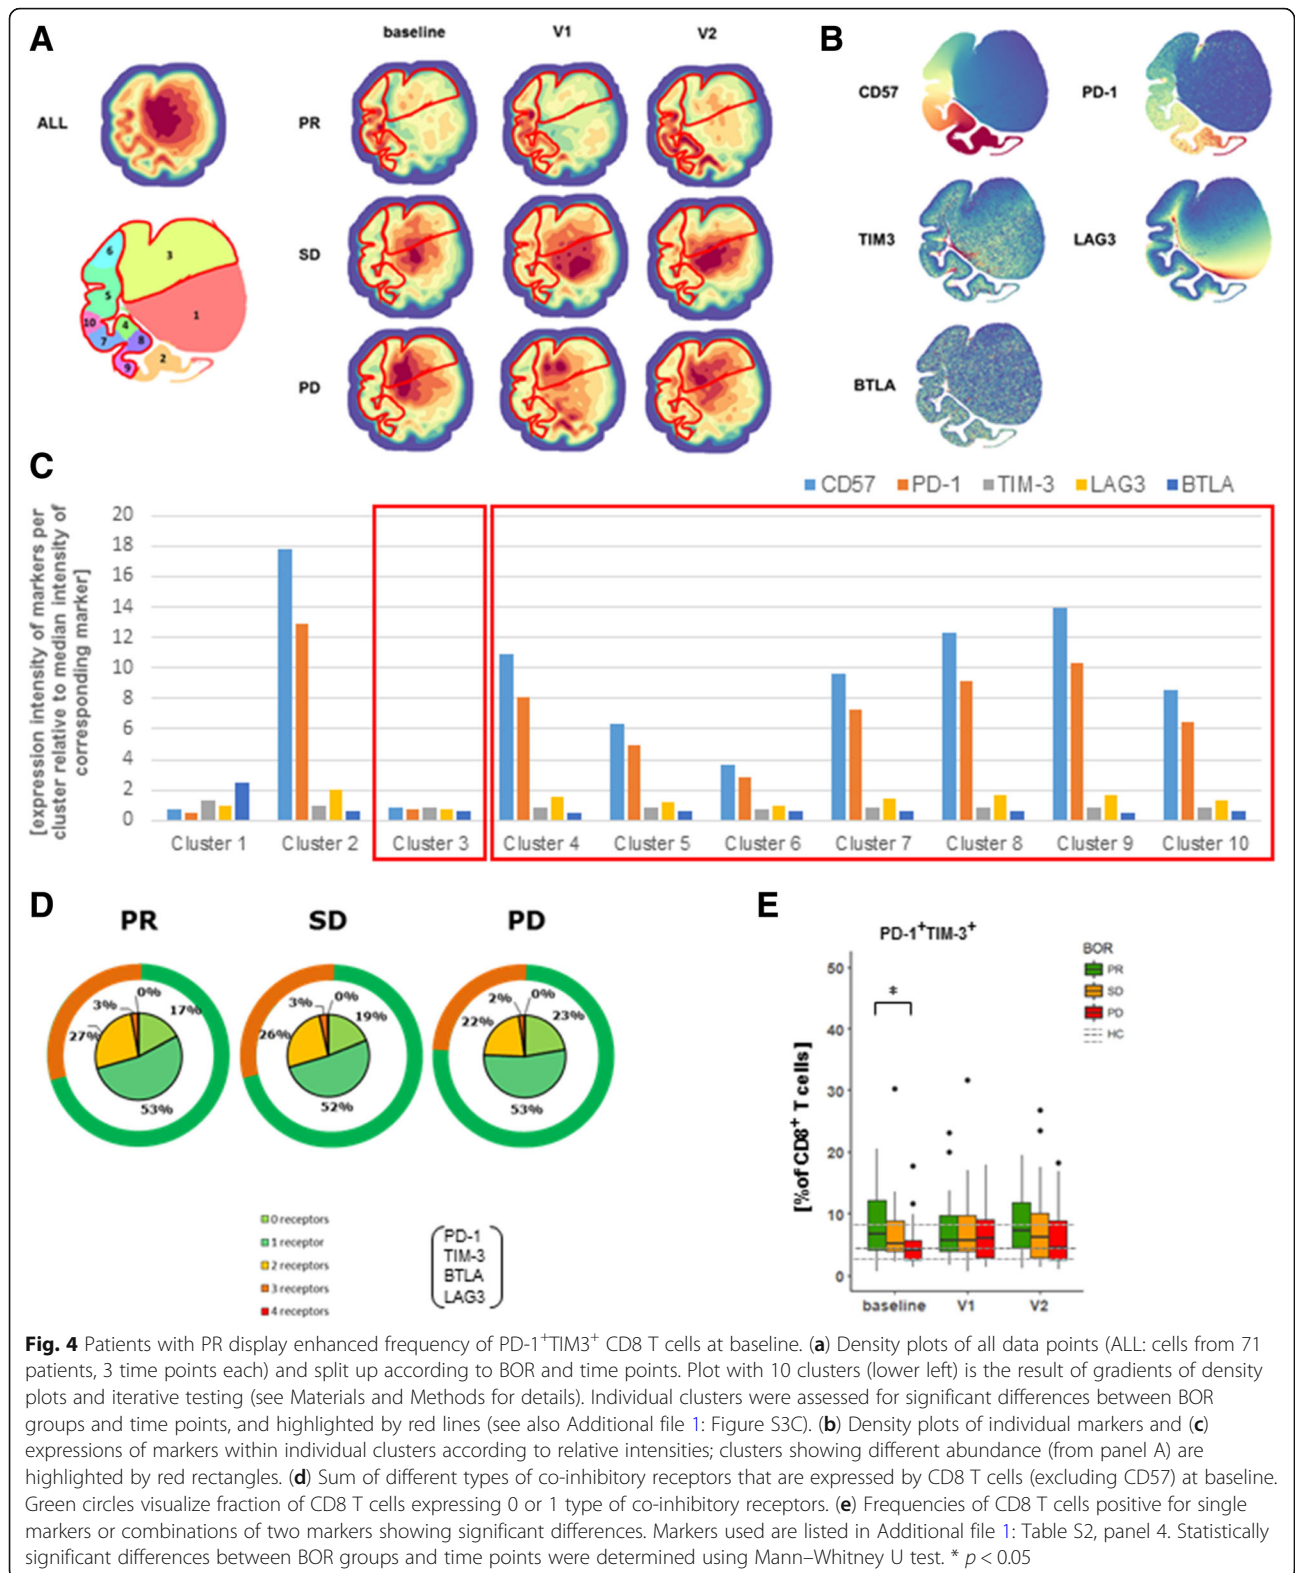 A
baseline
V1
V2
ALL
PR
SD
PD
6
3
5
1
10
4
7
8
2
9
B
CD57
PD-1
TIM3
LAG3
BTLA
C
CD57
PD-1
TIM-3
LAG3
BTLA
[expression intensity of markers per
cluster relative to median intensity of
corresponding marker]
20
18
16
14
12
10
8
6
4
2
0
Cluster 1
Cluster 2
Cluster 3
Cluster 4
Cluster 5
Cluster 6
Cluster 7
Cluster 8
Cluster 9
Cluster 10
D
PR
SD
PD
3%
0%
17%
27%
53%
3%
0%
19%
26%
52%
2%
0%
23%
22%
53%
0 receptors
1 receptor
2 receptors
3 receptors
4 receptors
PD-1
TIM-3
BTLA
LAG3
E
PD-1+TIM-3+
[%of CD8+ T cells]
50
40
30
20
10
0
*
baseline
V1
V2
BOR
PR
SD
PD
HC
Fig. 4 Patients with PR display enhanced frequency of PD-1+TIM3+ CD8 T cells at baseline. (a) Density plots of all data points (ALL: cells from 71
patients, 3 time points each) and split up according to BOR and time points. Plot with 10 clusters (lower left) is the result of gradients of density
plots and iterative testing (see Materials and Methods for details). Individual clusters were assessed for significant differences between BOR
groups and time points, and highlighted by red lines (see also Additional file 1: Figure S3C). (b) Density plots of individual markers and (c)
expressions of markers within individual clusters according to relative intensities; clusters showing different abundance (from panel A) are
highlighted by red rectangles. (d) Sum of different types of co-inhibitory receptors that are expressed by CD8 T cells (excluding CD57) at baseline.
Green circles visualize fraction of CD8 T cells expressing 0 or 1 type of co-inhibitory receptors. (e) Frequencies of CD8 T cells positive for single
markers or combinations of two markers showing significant differences. Markers used are listed in Additional file 1: Table S2, panel 4. Statistically
significant differences between BOR groups and time points were determined using Mann–Whitney U test. * p < 0.05